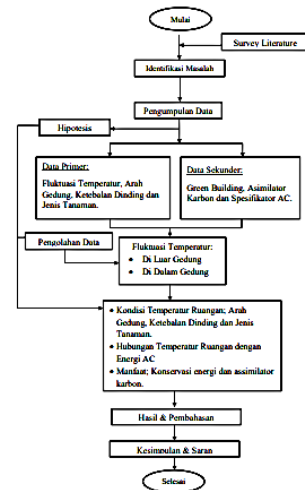 Mulai
Survey Literature
Identifikasi Masalah
Pengumpulan Data
Hipotesis
Data Primer:
Fluktuasi Temperatur, Arah
Gedung, Ketebalan Dinding dan
Jenis Tanaman.
Data Sekunder:
Green Building, Asimilator
Karbon dan Spesifikator AC.
Pengolahan Data
Fluktuasi Temperatur:
• Di Luar Gedung
• Di Dalam Gedung
• Kondisi Temperatur Ruangan; Arah
Gedung, Ketebalan Dinding dan Jenis
Tanaman.
• Hubungan Temperatur Ruangan dengan
Energi AC
• Manfaat; Konservasi energi dan assimilator
karbon.
Hasil & Pembahasan
Kesimpulan & Saran
Selesai